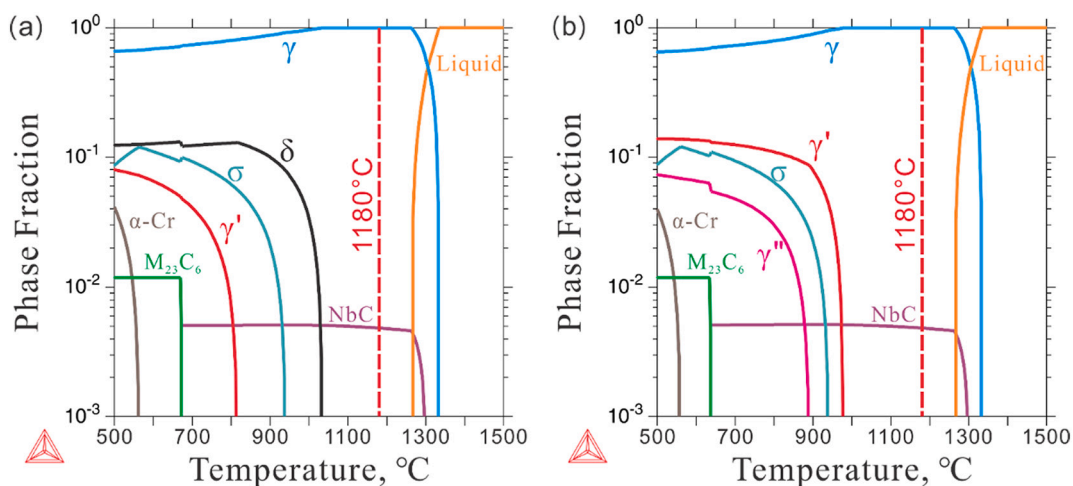 (a)
Phase Fraction
10⁰
10⁻¹
10⁻²
10⁻³
γ
Liquid
δ
σ
γ'
α-Cr
M₂₃C₆
NbC
1180°C
500 700 900 1100 1300 1500
Temperature, °C
(b)
Phase Fraction
10⁰
10⁻¹
10⁻²
10⁻³
γ
Liquid
γ'
σ
γ"
α-Cr
M₂₃C₆
NbC
1180°C
500 700 900 1100 1300 1500
Temperature, °C